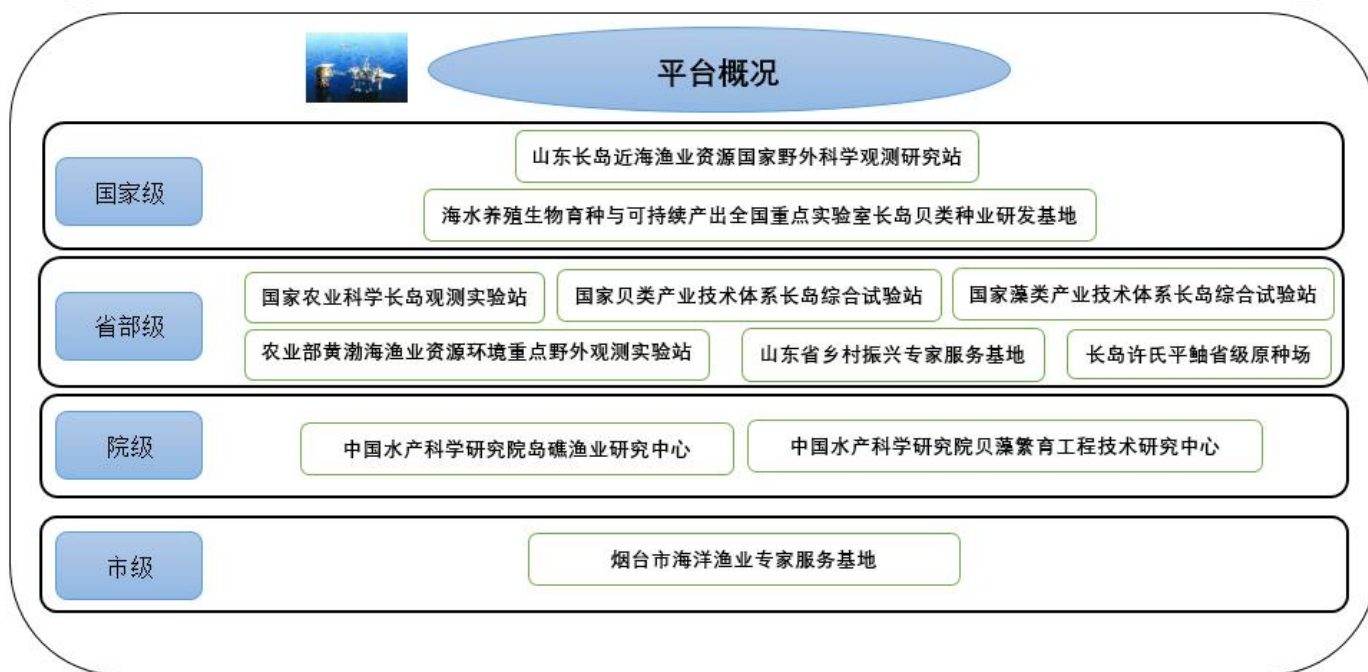 平台概况
国家级
山东长岛近海渔业资源国家野外科学观测研究站
海水养殖生物育种与可持续产出全国重点实验室长岛贝类种业研发基地
省部级
国家农业科学长岛观测实验站
国家贝类产业技术体系长岛综合试验站
国家藻类产业技术体系长岛综合试验站
农业部黄渤海渔业资源环境重点野外观测实验站
山东省乡村振兴专家服务基地
长岛许氏平鲉省级原种场
院级
中国水产科学研究院岛礁渔业研究中心
中国水产科学研究院贝藻繁育工程技术研究中心
市级
烟台市海洋渔业专家服务基地